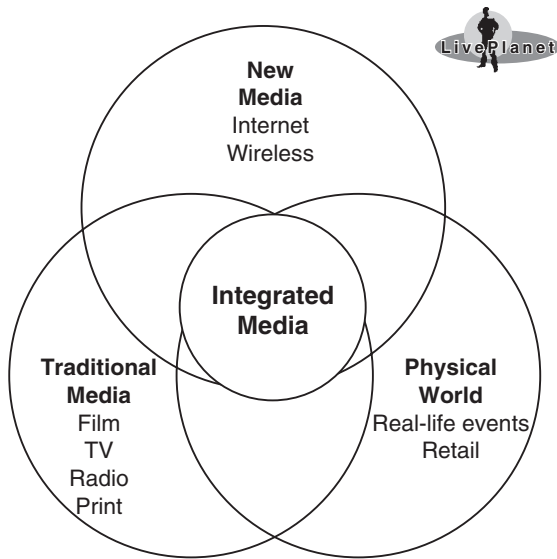 LivePlanet
New
Media
Internet
Wireless
Integrated
Media
Traditional
Media
Film
TV
Radio
Print
Physical
World
Real-life events
Retail